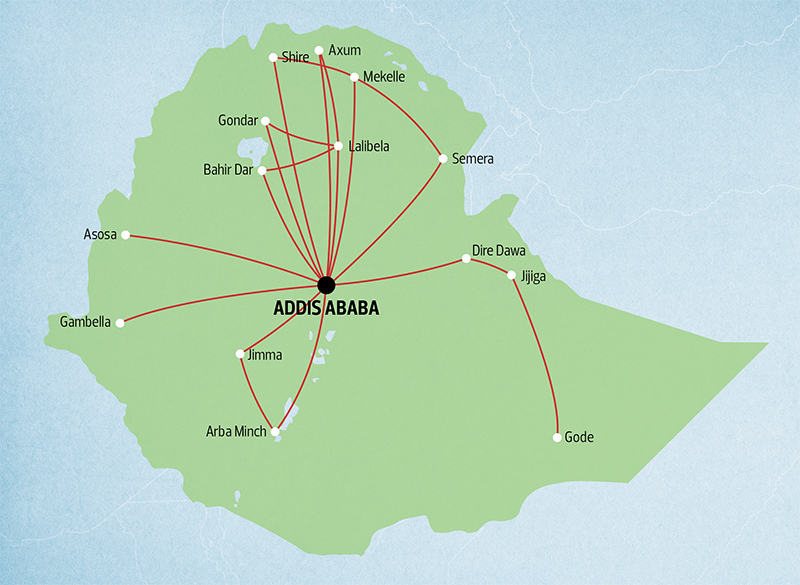 Axum
Shire
Mekelle
Gondar
Lalibela
Semera
Bahir Dar
Asosa
Dire Dawa
Jijiga
ADDIS ABABA
Gambella
Jimma
Arba Minch
Gode